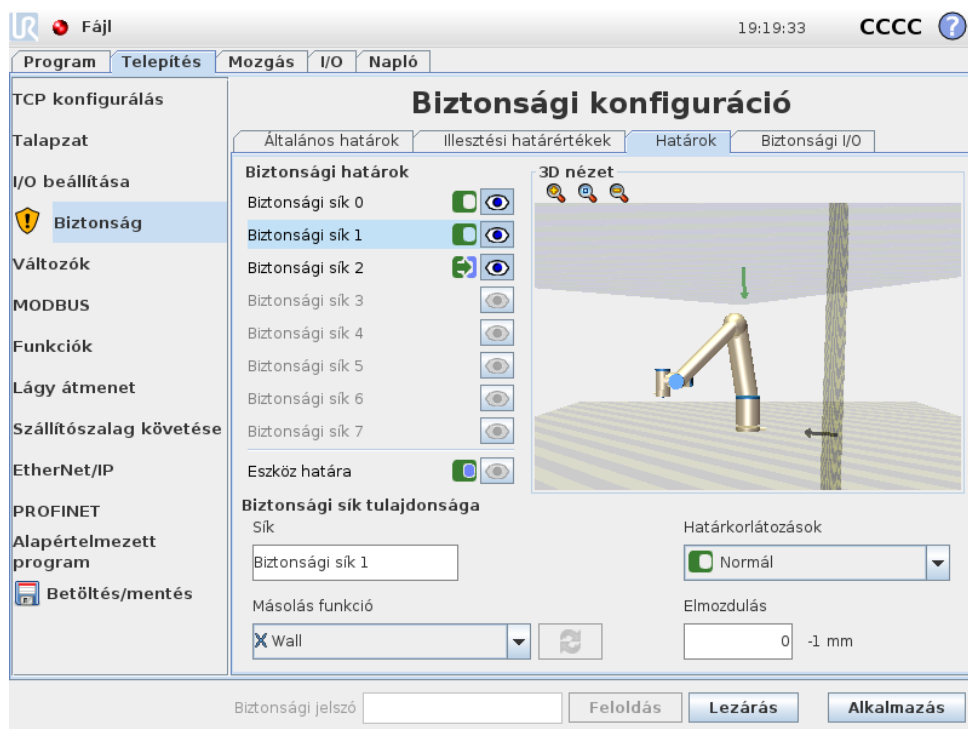 UR Fájl 19:19:33 CCCC ?
Program Telepítés Mozgás I/O Napló
TCP konfigurálás
Talapzat
I/O beállítása
Biztonság
Változók
MODBUS
Funkciók
Lágy átmenet
Szállítószalag követése
EtherNet/IP
PROFINET
Alapértelmezett
program
Betöltés/mentés
Biztonsági konfiguráció
Általános határok Illesztési határértékek Határok Biztonsági I/O
Biztonsági határok
Biztonsági sík 0
Biztonsági sík 1
Biztonsági sík 2
Biztonsági sík 3
Biztonsági sík 4
Biztonsági sík 5
Biztonsági sík 6
Biztonsági sík 7
Eszköz határa
3D nézet
Biztonsági sík tulajdonsága
Sík
Biztonsági sík 1
Határkorlátozások
Normál
Másolás funkció
Wall
Elmozdulás
0 -1 mm
Biztonsági jelszó Feloldás Lezárás Alkalmazás